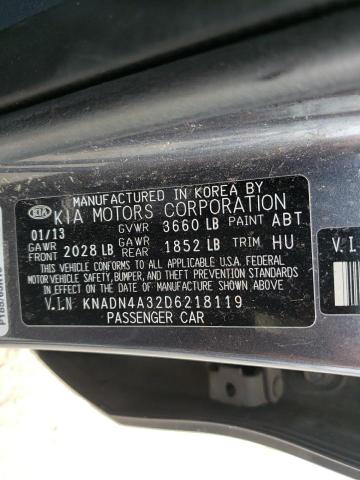 MANUFACTURED IN KOREA BY
KIA KIA MOTORS CORPORATION
01/13 GVWR 3660 LB PAINT ABT
GAWR FRONT 2028 LB GAWR REAR 1852 LB TRIM HU
THIS VEHICLE CONFORMS TO ALL APPLICABLE U.S.A. FEDERAL
MOTOR VEHICLE SAFETY, BUMPER, AND THEFT PREVENTION
STANDARDS IN EFFECT ON THE DATE OF MANUFACTURE SHOWN ABOVE.
V.I.N KNADN4A32D6218119
PASSENGER CAR
V.I